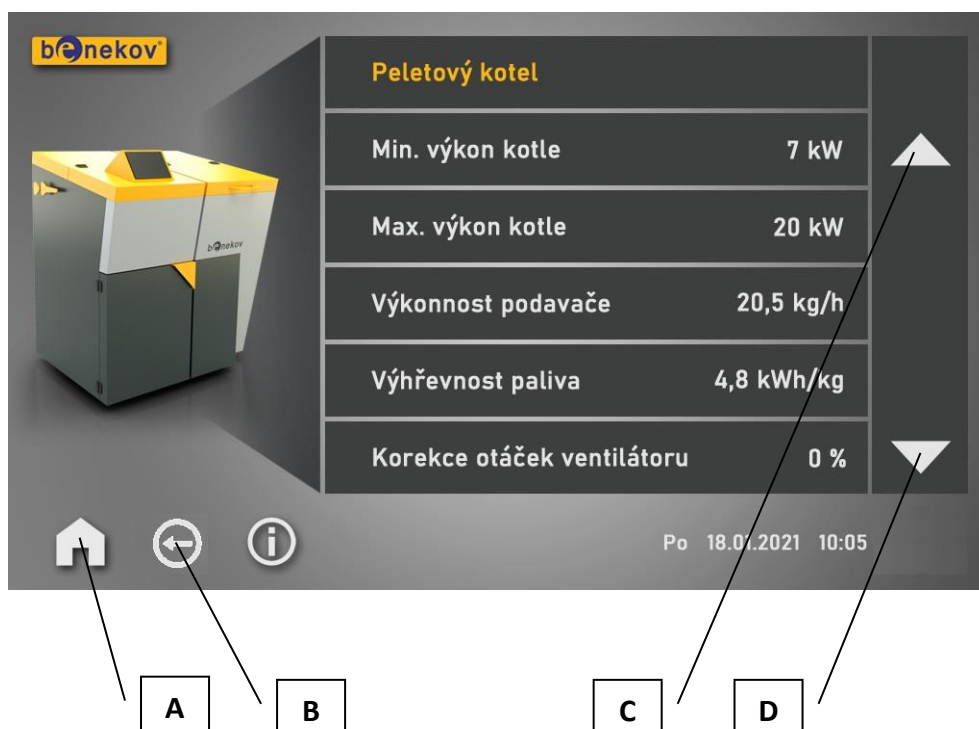 benekov
Peletový kotel
Min. výkon kotle 7 kW
Max. výkon kotle 20 kW
benekov
Výkonnost podavače 20,5 kg/h
Výhřevnost paliva 4,8 kWh/kg
Korekce otáček ventilátoru 0 %
Po 18.01.2021 10:05
A B C D